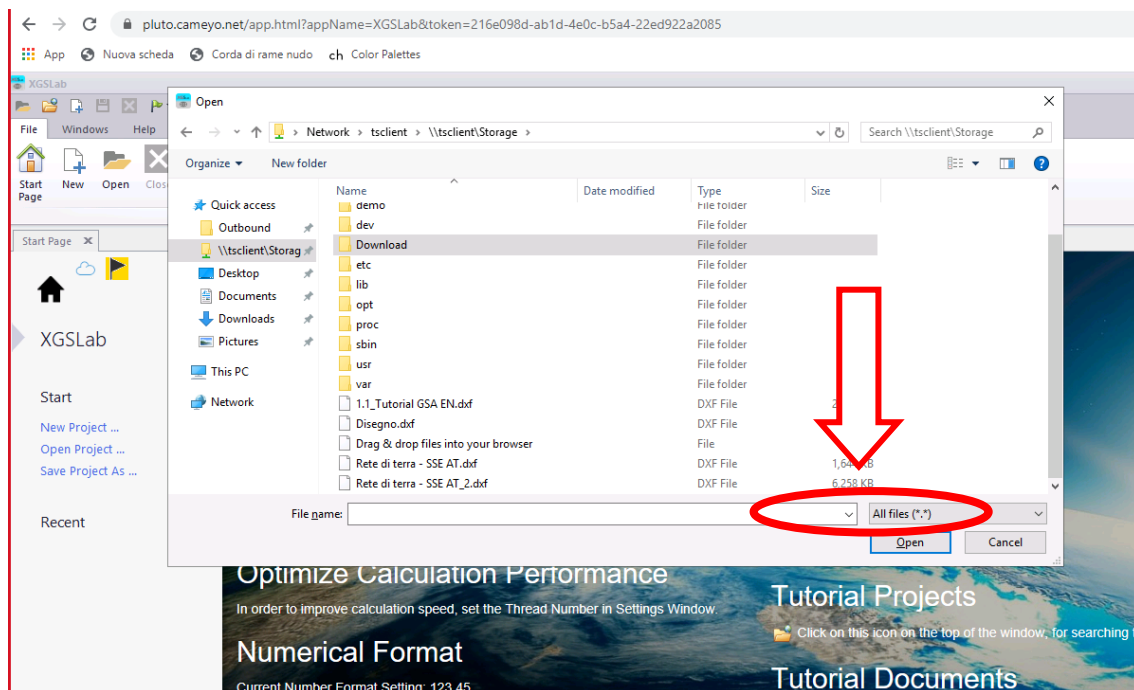 pluto.cameyo.net/app.html?appName=XGSLab&token=216e098d-ab1d-4e0c-b5a4-22ed922a2085
App Nuova scheda Corda di rame nudo ch Color Palettes
XGSLab
File Windows Help
Start Page New Open Clos
Start Page
XGSLab
Start
New Project ...
Open Project ...
Save Project As ...
Recent
Open
Network > tsclient > \\tsclient\Storage >
Search \\tsclient\Storage
Organize New folder
Quick access
Outbound
\\tsclient\Storag
Desktop
Documents
Downloads
Pictures
This PC
Network
Name Date modified Type Size
demo File folder
dev File folder
Download File folder
etc File folder
lib File folder
opt File folder
proc File folder
sbin File folder
usr File folder
var File folder
1.1_Tutorial GSA EN.dxf DXF File
Disegno.dxf DXF File
Drag & drop files into your browser File
Rete di terra - SSE AT.dxf DXF File
Rete di terra - SSE AT_2.dxf DXF File 6.258 KB
File name: All files (*.*)
Open Cancel
Optimize Calculation Performance
In order to improve calculation speed, set the Thread Number in Settings Window.
Numerical Format
Current Number Format Setting: 123.45
Tutorial Projects
Click on this icon on the top of the window, for searching
Tutorial Documents